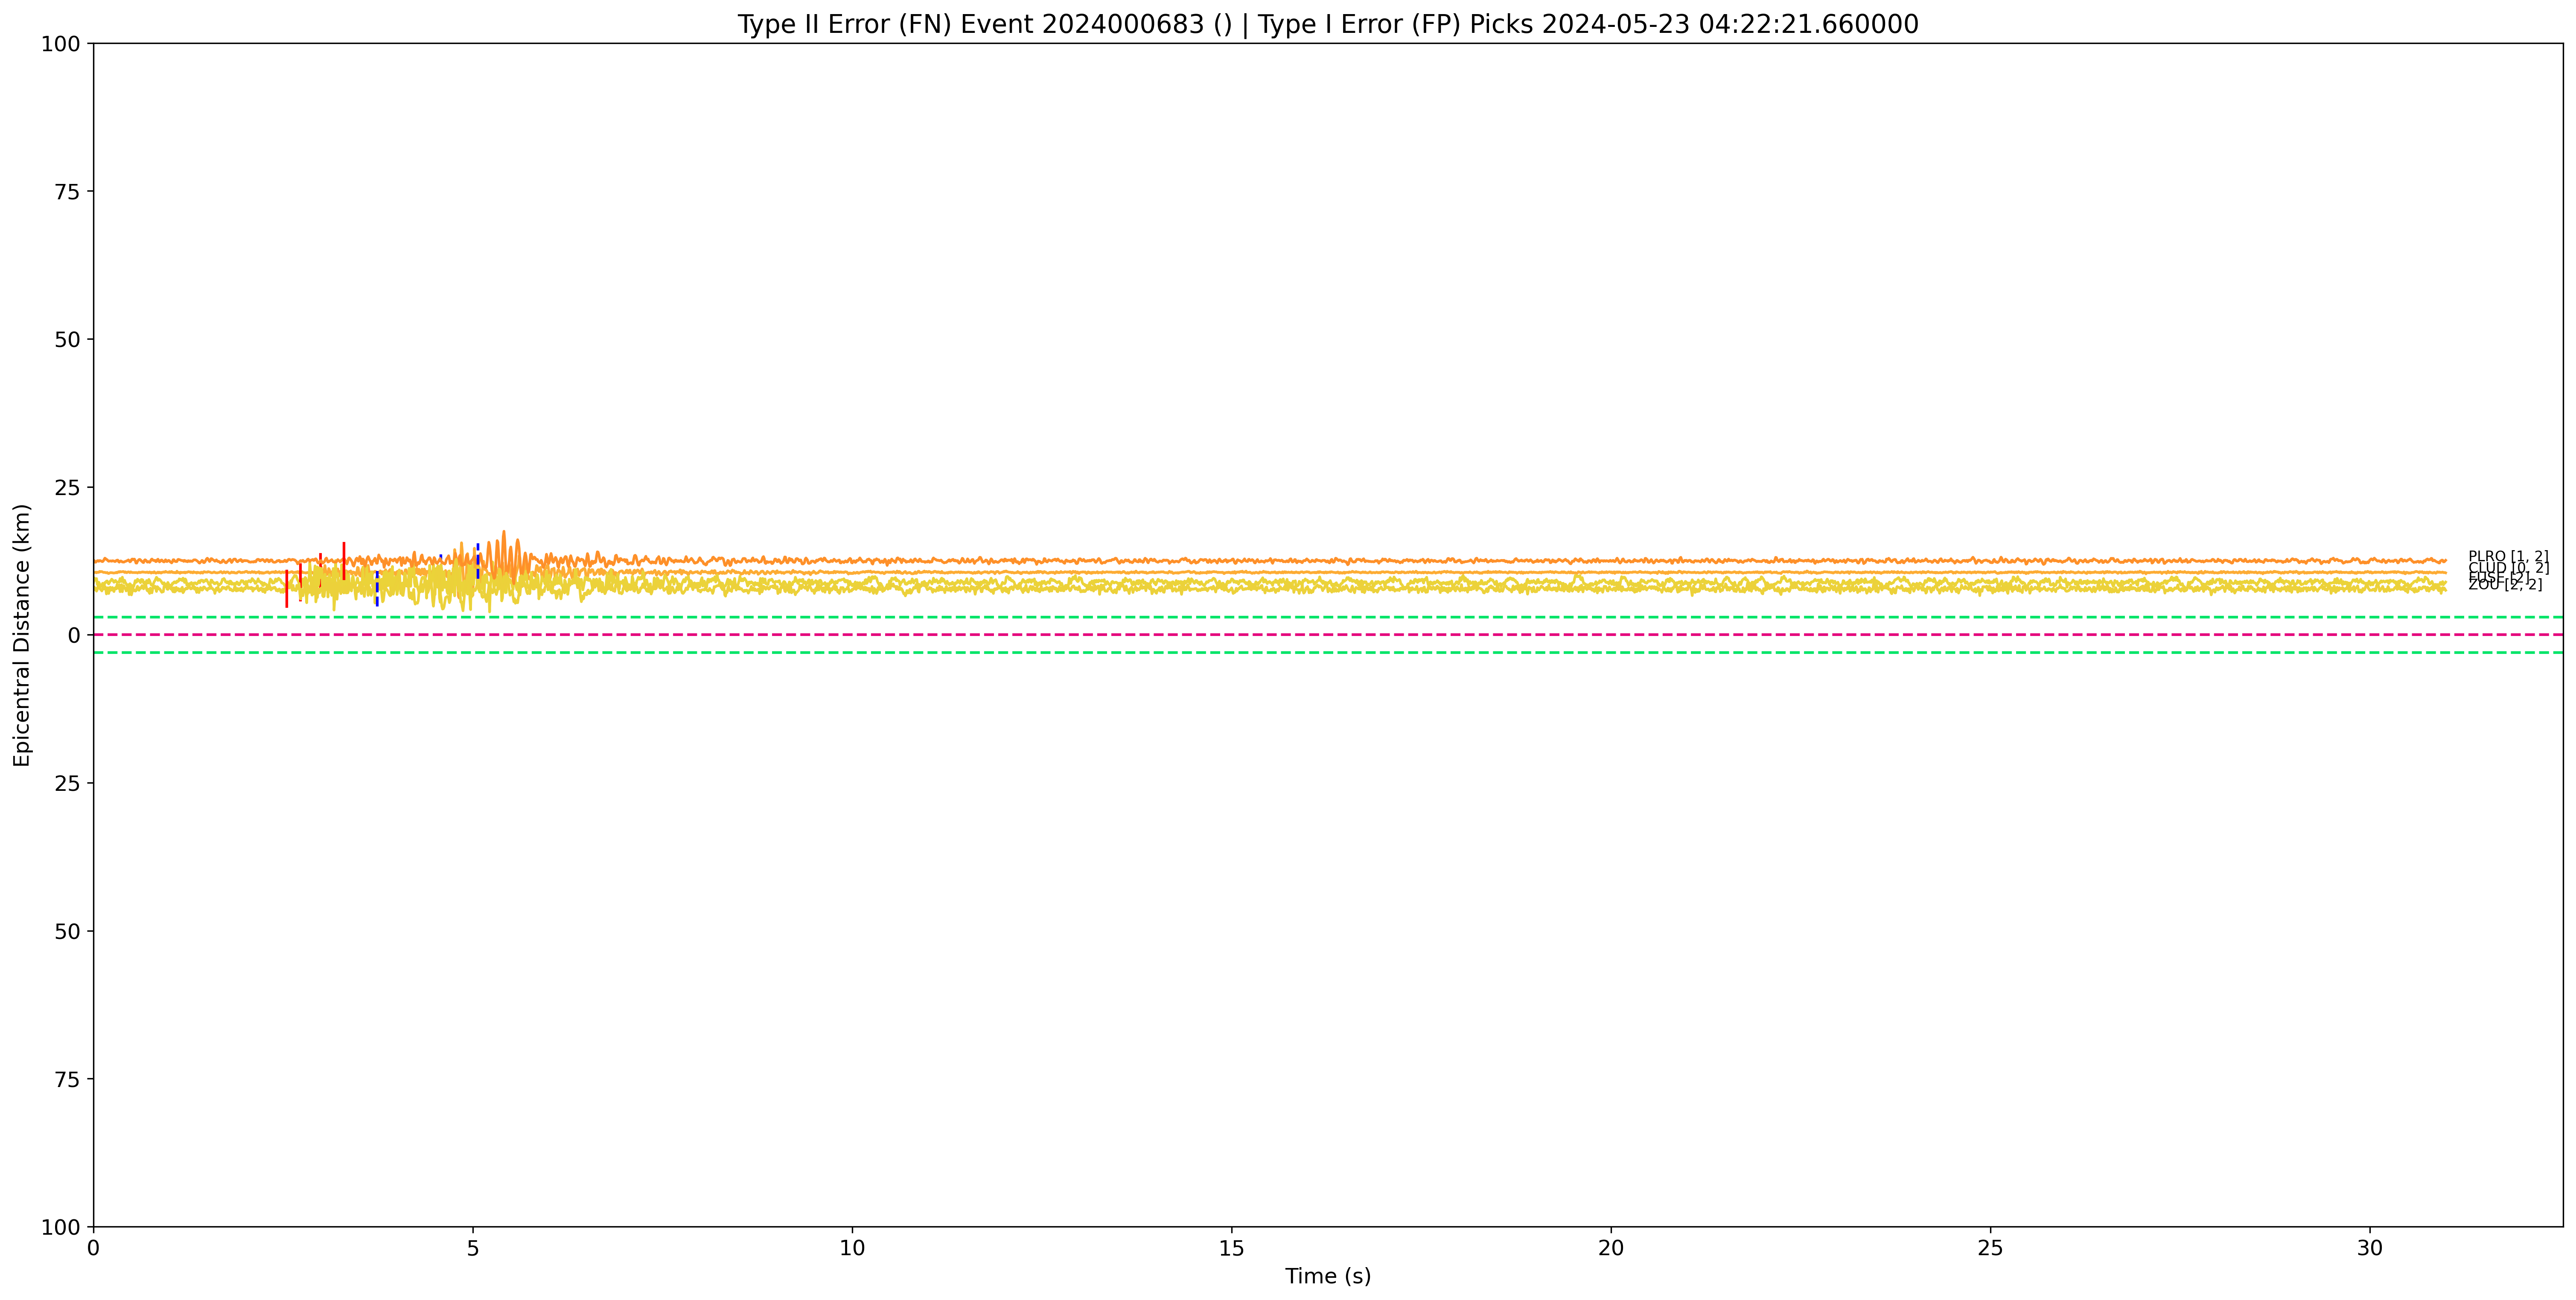 Type II Error (FN) Event 2024000683 () | Type I Error (FP) Picks 2024-05-23 04:22:21.660000
100
75
50
25
0
25
50
75
100
Epicentral Distance (km)
PLRO [1, 2]
CLUD [0, 2]
ZOU [2, 2]
0
5
10
15
20
25
30
Time (s)